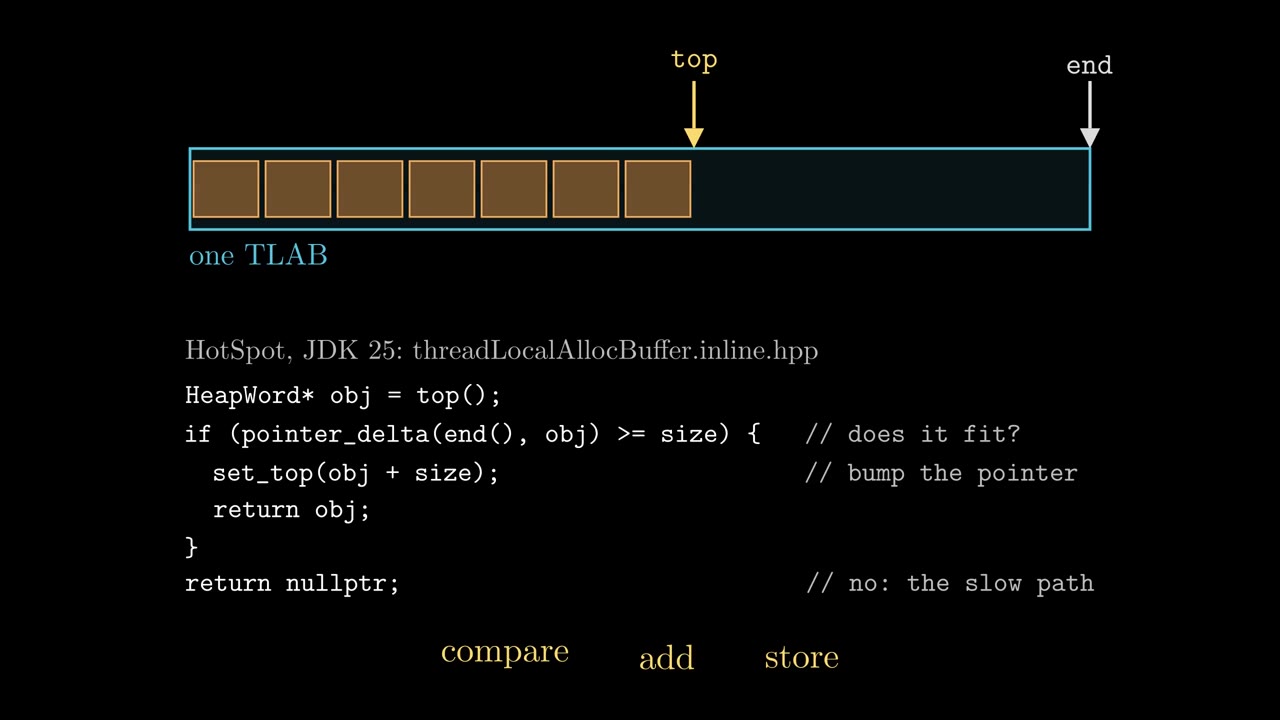 top
end
one TLAB
HotSpot, JDK 25: threadLocalAllocBuffer.inline.hpp
HeapWord* obj = top();
if (pointer_delta(end(), obj) >= size) {   // does it fit?
  set_top(obj + size);   // bump the pointer
  return obj;
}
return nullptr;   // no: the slow path
compare add store